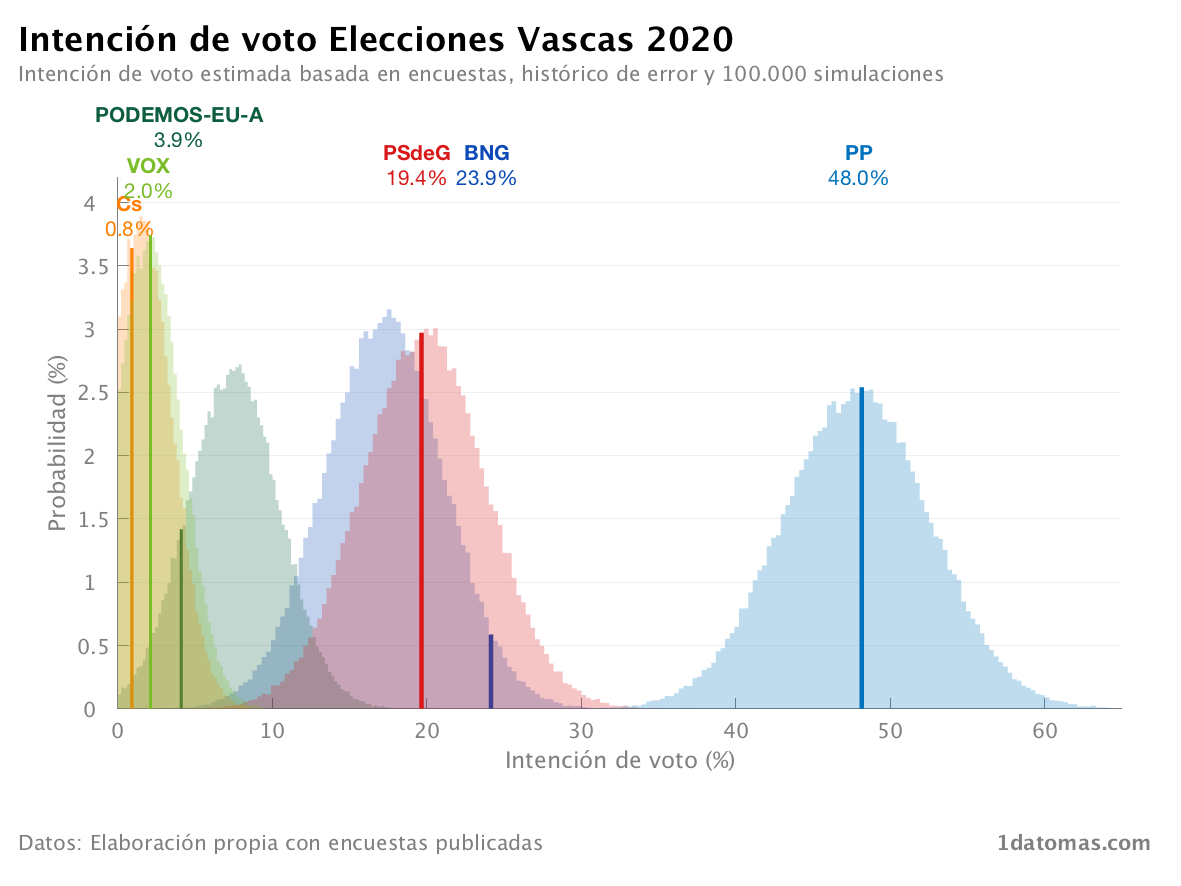 Intención de voto Elecciones Vascas 2020
Intención de voto estimada basada en encuestas, histórico de error y 100.000 simulaciones
PODEMOS-EU-A
3.9%
VOX
2.0%
Cs
0.8%
PSdeG
19.4%
BNG
23.9%
PP
48.0%
Probabilidad (%)
4
3.5
3
2.5
2
1.5
1
0.5
0
0 10 20 30 40 50 60
Intención de voto (%)
Datos: Elaboración propia con encuestas publicadas
1datomas.com